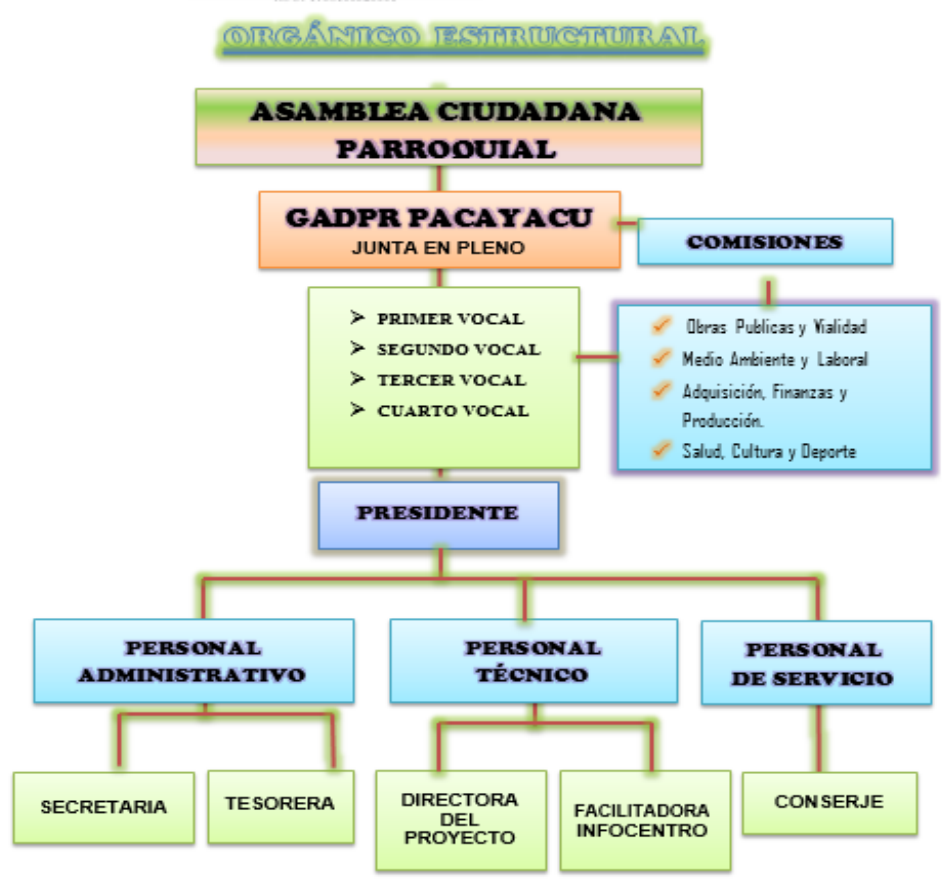 ORGÁNICO ESTRUCTURAL
ASAMBLEA CIUDADANA
PARROQUIAL
GADPR PACAYACU
JUNTA EN PLENO
COMISIONES
➢ PRIMER VOCAL
➢ SEGUNDO VOCAL
➢ TERCER VOCAL
➢ CUARTO VOCAL
✓ Obras Publicas y Vialidad
✓ Medio Ambiente y Laboral
✓ Adquisición, Finanzas y
Producción.
✓ Salud, Cultura y Deporte
PRESIDENTE
PERSONAL
ADMINISTRATIVO
PERSONAL
TÉCNICO
PERSONAL
DE SERVICIO
SECRETARIA
TESORERA
DIRECTORA
DEL
PROYECTO
FACILITADORA
INFOCENTRO
CONSERJE